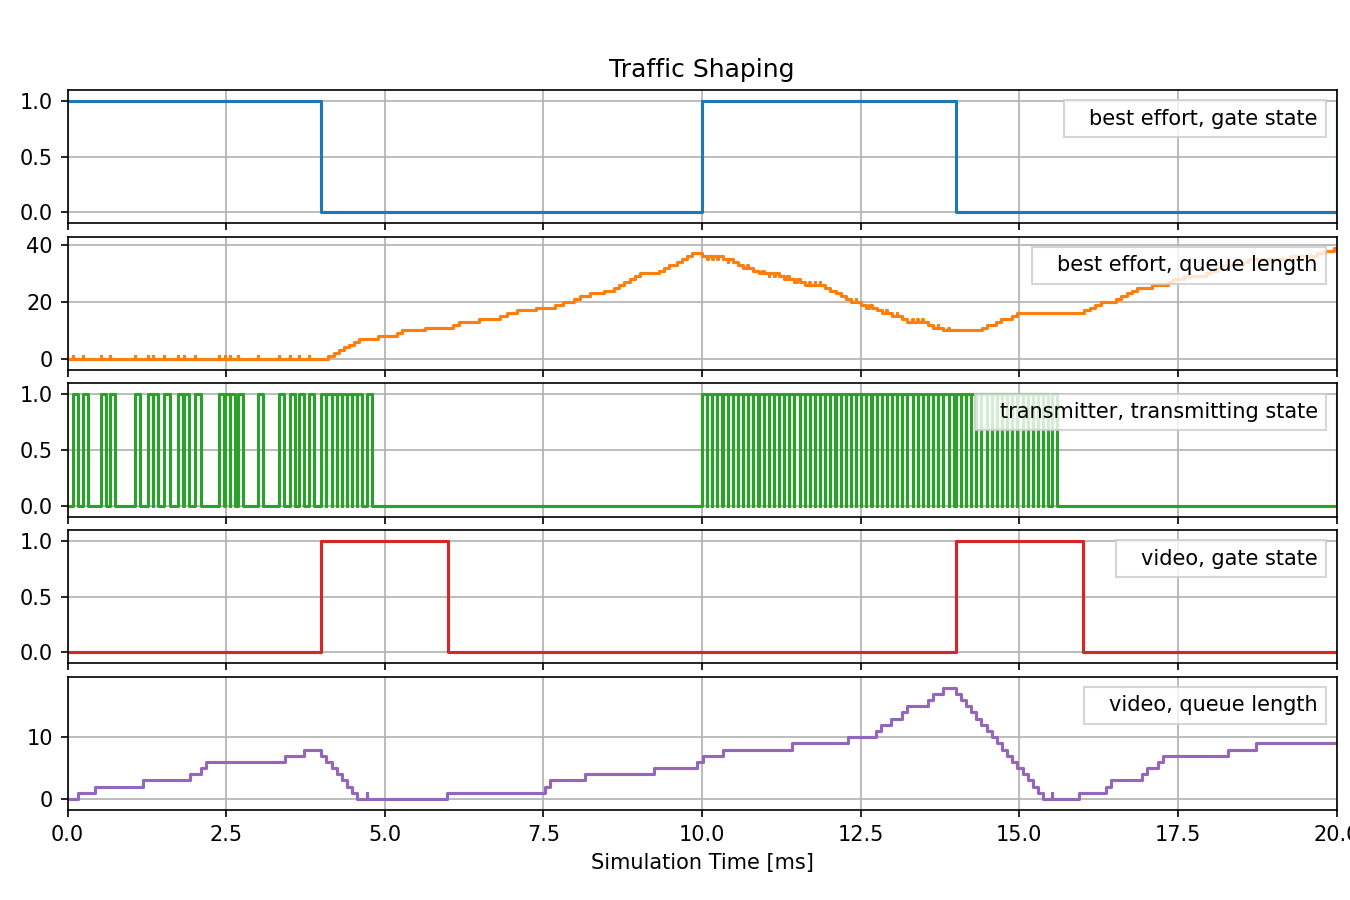 Traffic Shaping
1.0
best effort, gate state
0.5
0.0
40
best effort, queue length
20
0
1.0
transmitter, transmitting state
0.5
0.0
1.0
video, gate state
0.5
0.0
video, queue length
10
0
0.0 2.5 5.0 7.5 10.0 12.5 15.0 17.5 20.0
Simulation Time [ms]